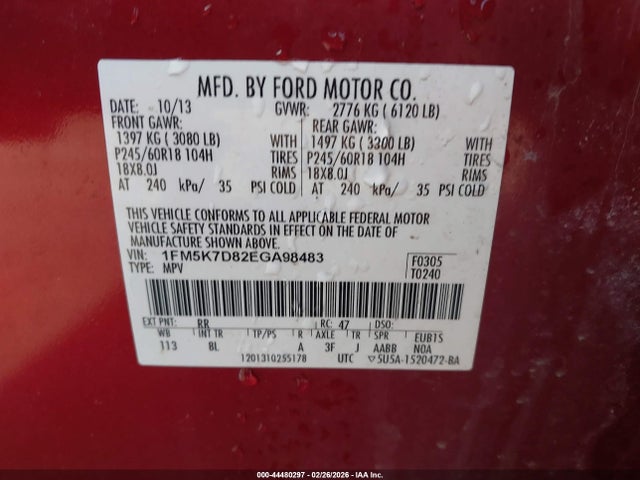 MFD. BY FORD MOTOR CO.
DATE: 10/13 GVWR: 2776 KG ( 6120 LB)
FRONT GAWR: REAR GAWR:
1397 KG ( 3080 LB) WITH 1497 KG ( 3300 LB) WITH
P245/60R18 104H TIRES P245/60R18 104H TIRES
18X8.0J RIMS 18X8.0J RIMS
AT 240 kPa/ 35 PSI COLD AT 240 kPa/ 35 PSI COLD
THIS VEHICLE CONFORMS TO ALL APPLICABLE FEDERAL MOTOR
VEHICLE SAFETY STANDARDS IN EFFECT ON THE DATE OF
MANUFACTURE SHOWN ABOVE.
VIN: 1FM5K7D82EGA98483 F0305
TYPE: MPV T0240
EXT PNT: RR RC: 47 DSO:
WB INT TR TP/PS R AXLE TR SPR EUB1S
113 8L A 3F J AABB N0A
1201310255178 UTC ▽5U5A-1520472-BA
000-44480297 - 02/26/2026 - IAA, Inc.